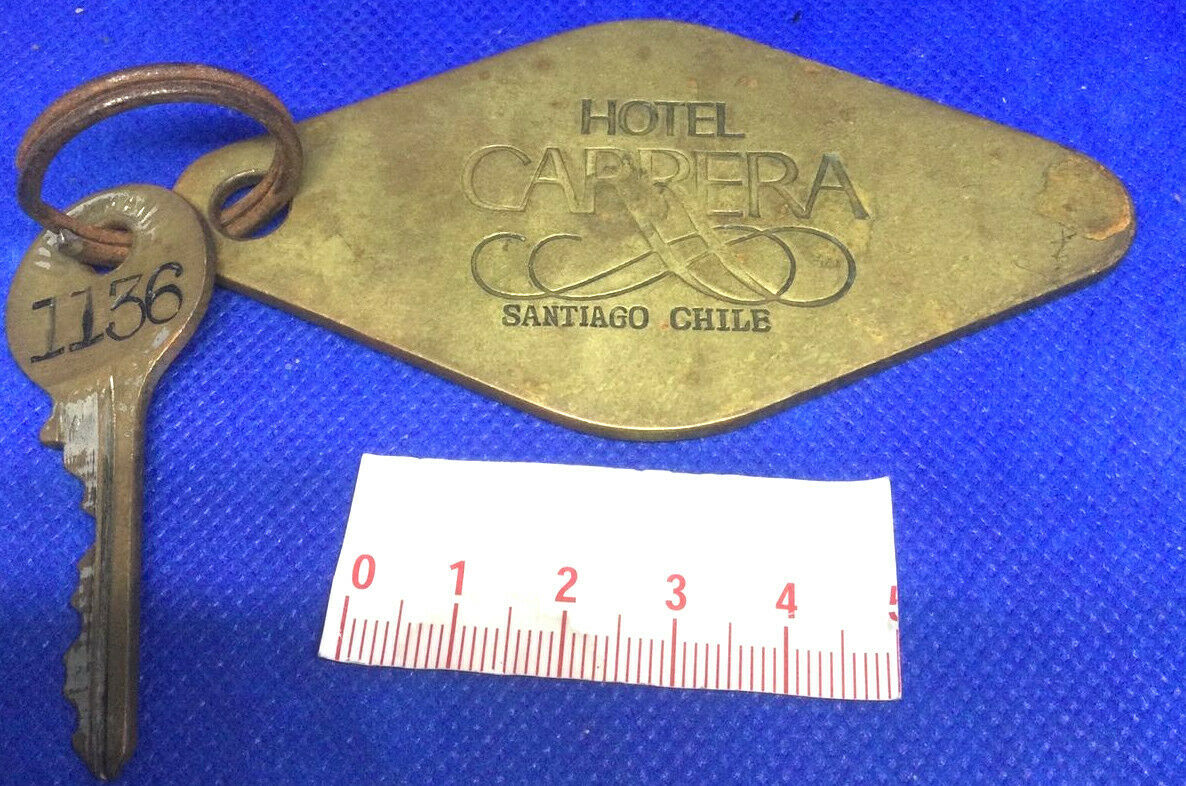 HOTEL
CARRERA
SANTIAGO CHILE
1136
0 1 2 3 4 5